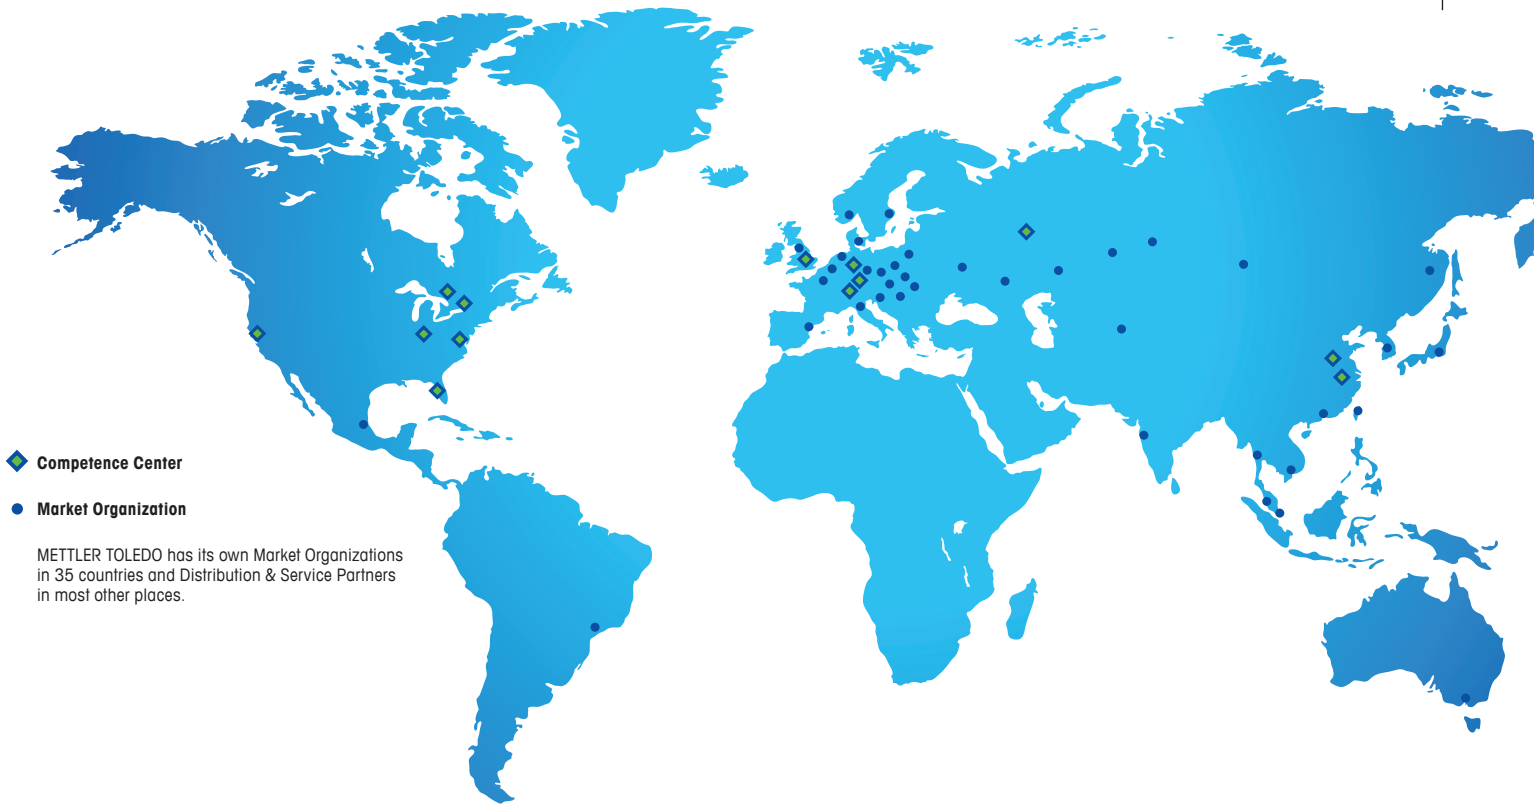 Competence Center
Market Organization
METTLER TOLEDO has its own Market Organizations
in 35 countries and Distribution & Service Partners
in most other places.